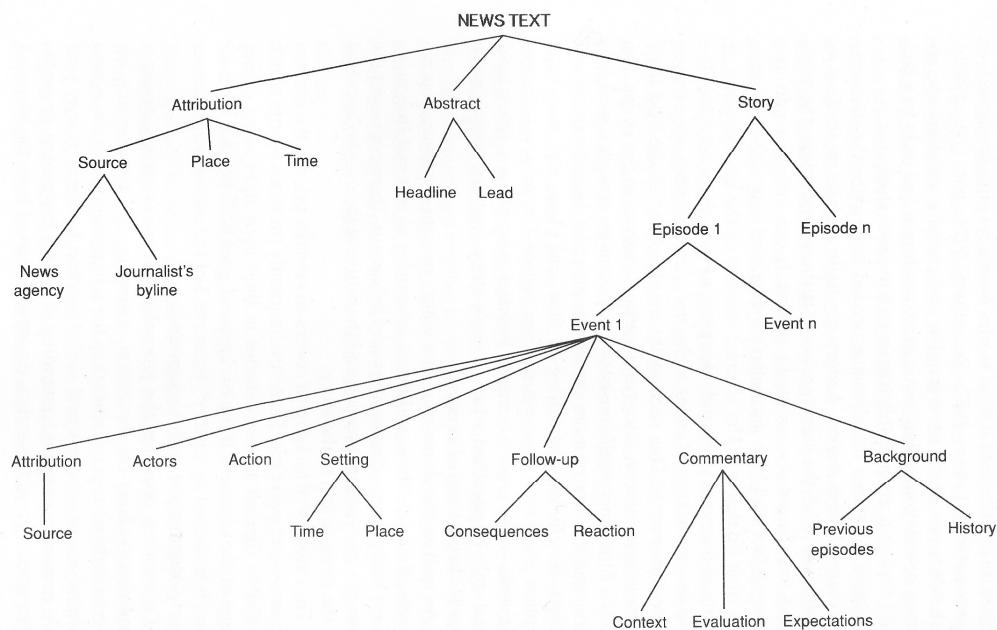 NEWS TEXT
Attribution
Abstract
Story
Source
Place
Time
Headline
Lead
Episode 1
Episode n
News
agency
Journalist's
byline
Event 1
Event n
Attribution
Actors
Action
Setting
Follow-up
Commentary
Background
Source
Time
Place
Consequences
Reaction
Previous
episodes
History
Context
Evaluation
Expectations